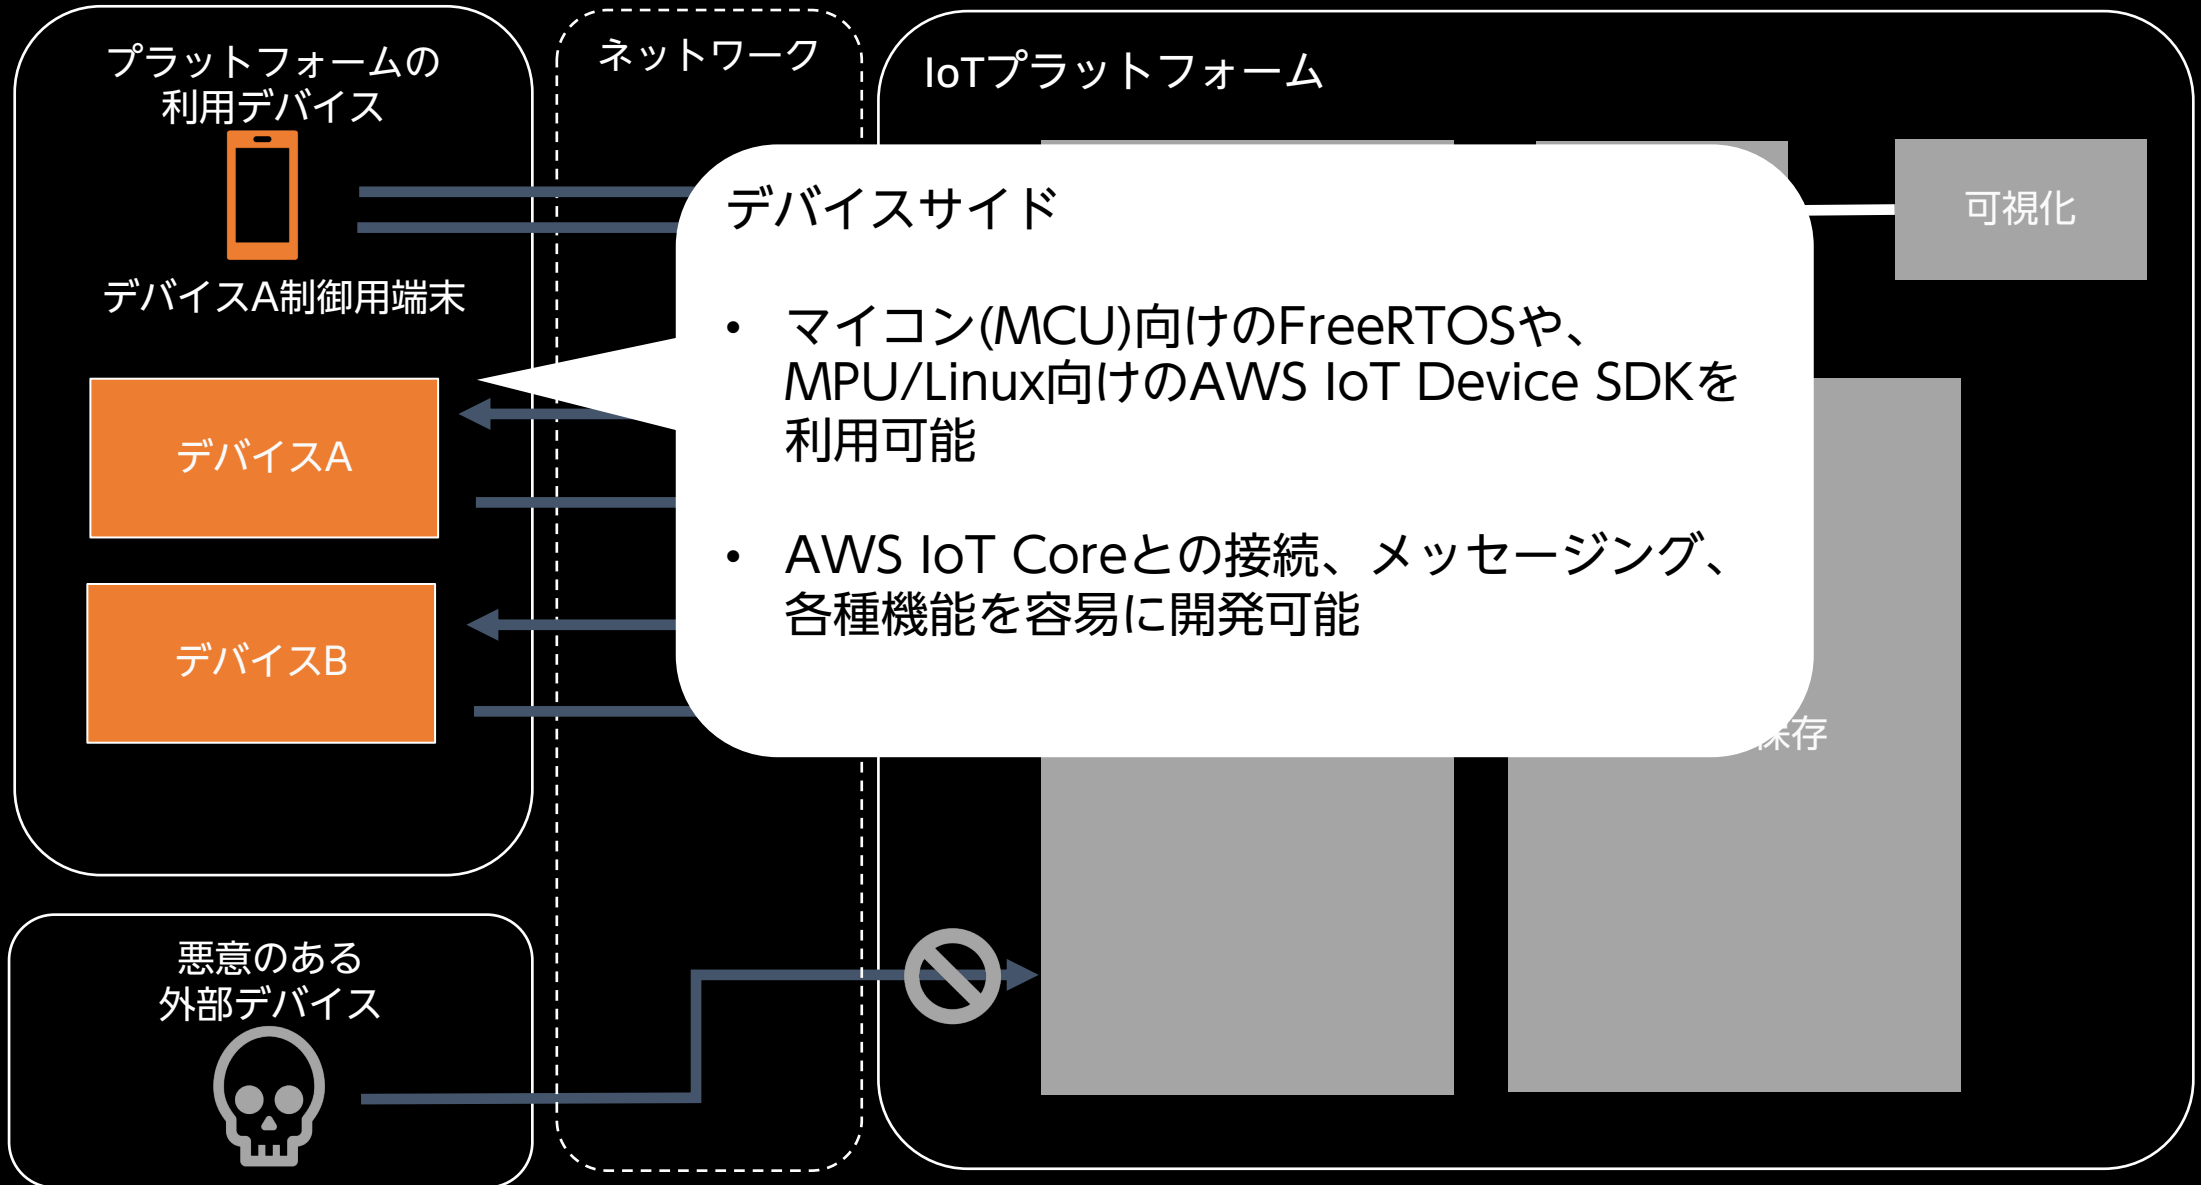 プラットフォームの
利用デバイス
デバイスA制御用端末
デバイスA
デバイスB
悪意のある
外部デバイス
ネットワーク
IoTプラットフォーム
可視化
デバイスサイド
• マイコン(MCU)向けのFreeRTOSや、
MPU/Linux向けのAWS IoT Device SDKを
利用可能
• AWS IoT Coreとの接続、メッセージング、
各種機能を容易に開発可能
保存